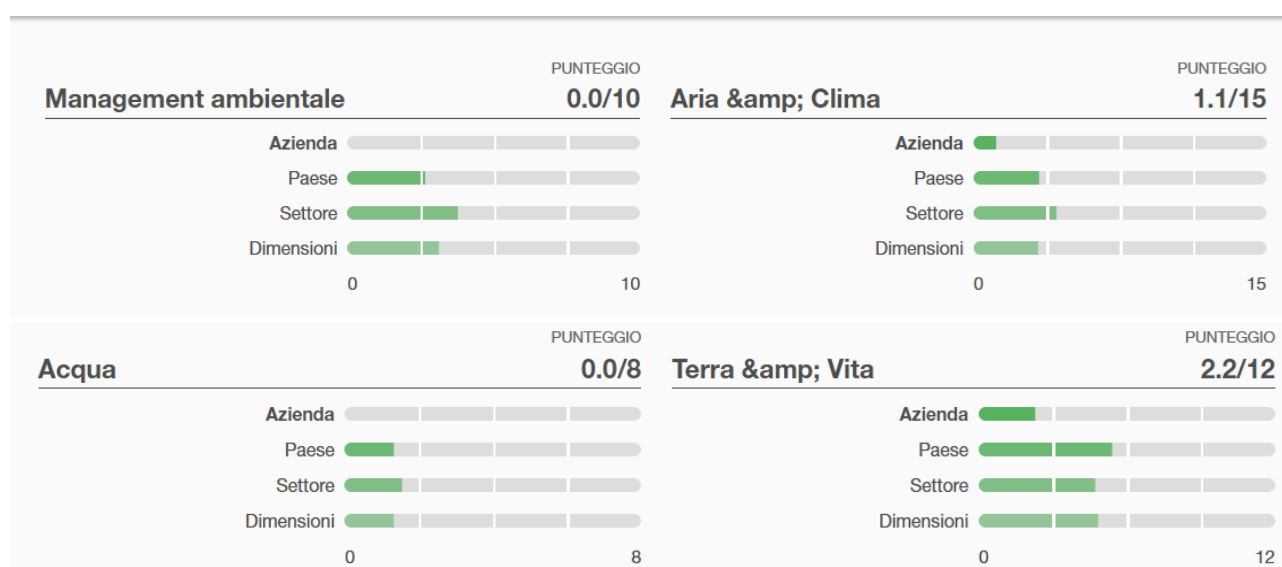 PUNTEGGIO
Management ambientale 0.0/10
Azienda
Paese
Settore
Dimensioni
0 10
PUNTEGGIO
Aria &amp; Clima 1.1/15
Azienda
Paese
Settore
Dimensioni
0 15
PUNTEGGIO
Acqua 0.0/8
Azienda
Paese
Settore
Dimensioni
0 8
PUNTEGGIO
Terra &amp; Vita 2.2/12
Azienda
Paese
Settore
Dimensioni
0 12